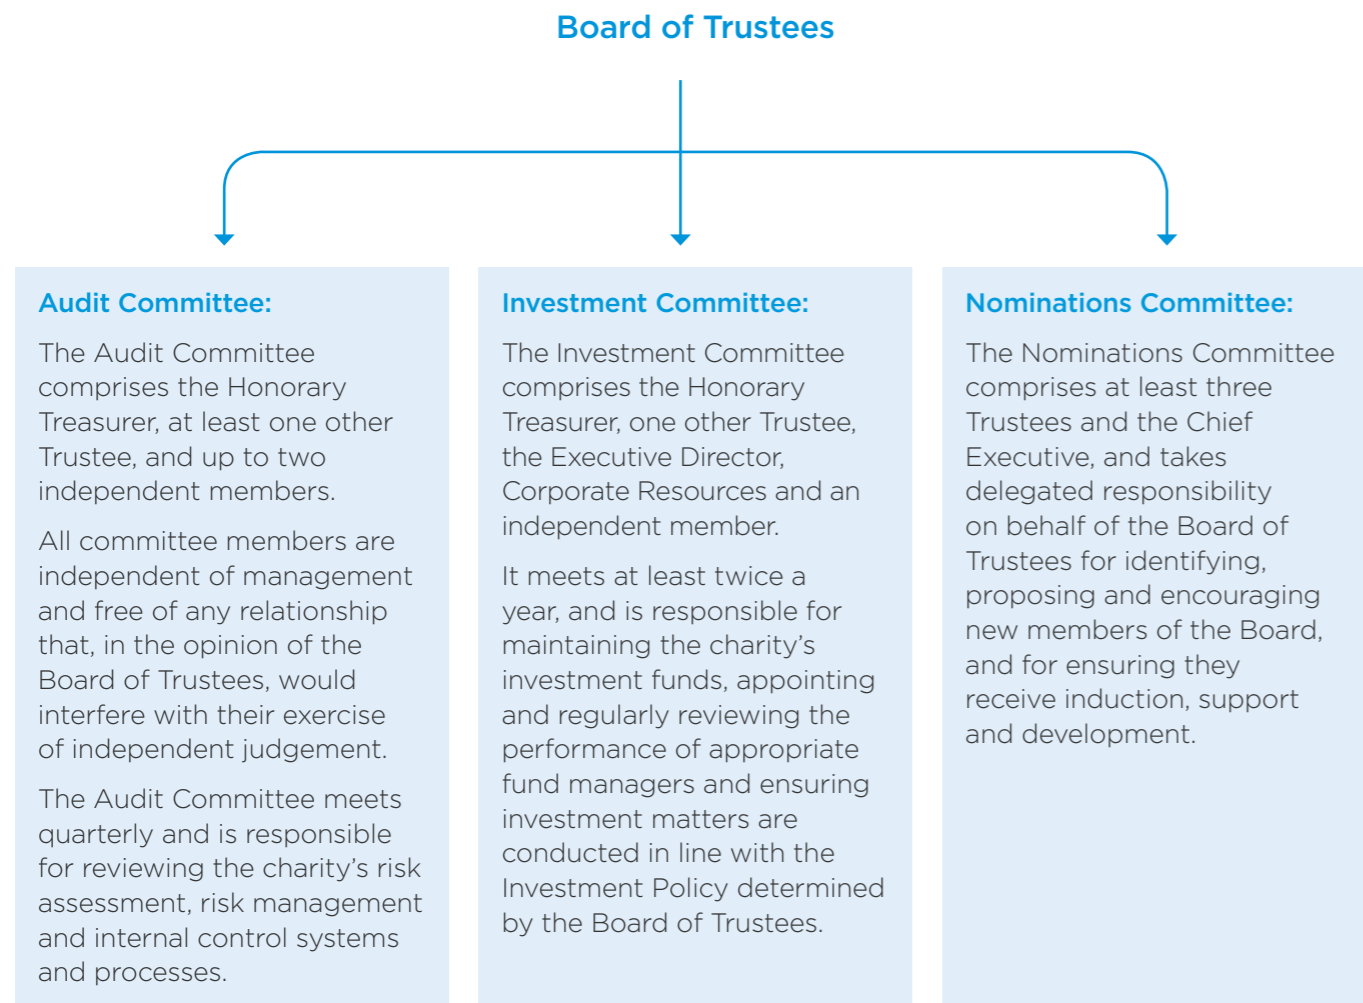 Board of Trustees
Audit Committee:
The Audit Committee
comprises the Honorary
Treasurer, at least one other
Trustee, and up to two
independent members.
All committee members are
independent of management
and free of any relationship
that, in the opinion of the
Board of Trustees, would
interfere with their exercise
of independent judgement.
The Audit Committee meets
quarterly and is responsible
for reviewing the charity’s risk
assessment, risk management
and internal control systems
and processes.
Investment Committee:
The Investment Committee
comprises the Honorary
Treasurer, one other Trustee,
the Executive Director,
Corporate Resources and an
independent member.
It meets at least twice a
year, and is responsible for
maintaining the charity’s
investment funds, appointing
and regularly reviewing the
performance of appropriate
fund managers and ensuring
investment matters are
conducted in line with the
Investment Policy determined
by the Board of Trustees.
Nominations Committee:
The Nominations Committee
comprises at least three
Trustees and the Chief
Executive, and takes
delegated responsibility
on behalf of the Board of
Trustees for identifying,
proposing and encouraging
new members of the Board,
and for ensuring they
receive induction, support
and development.